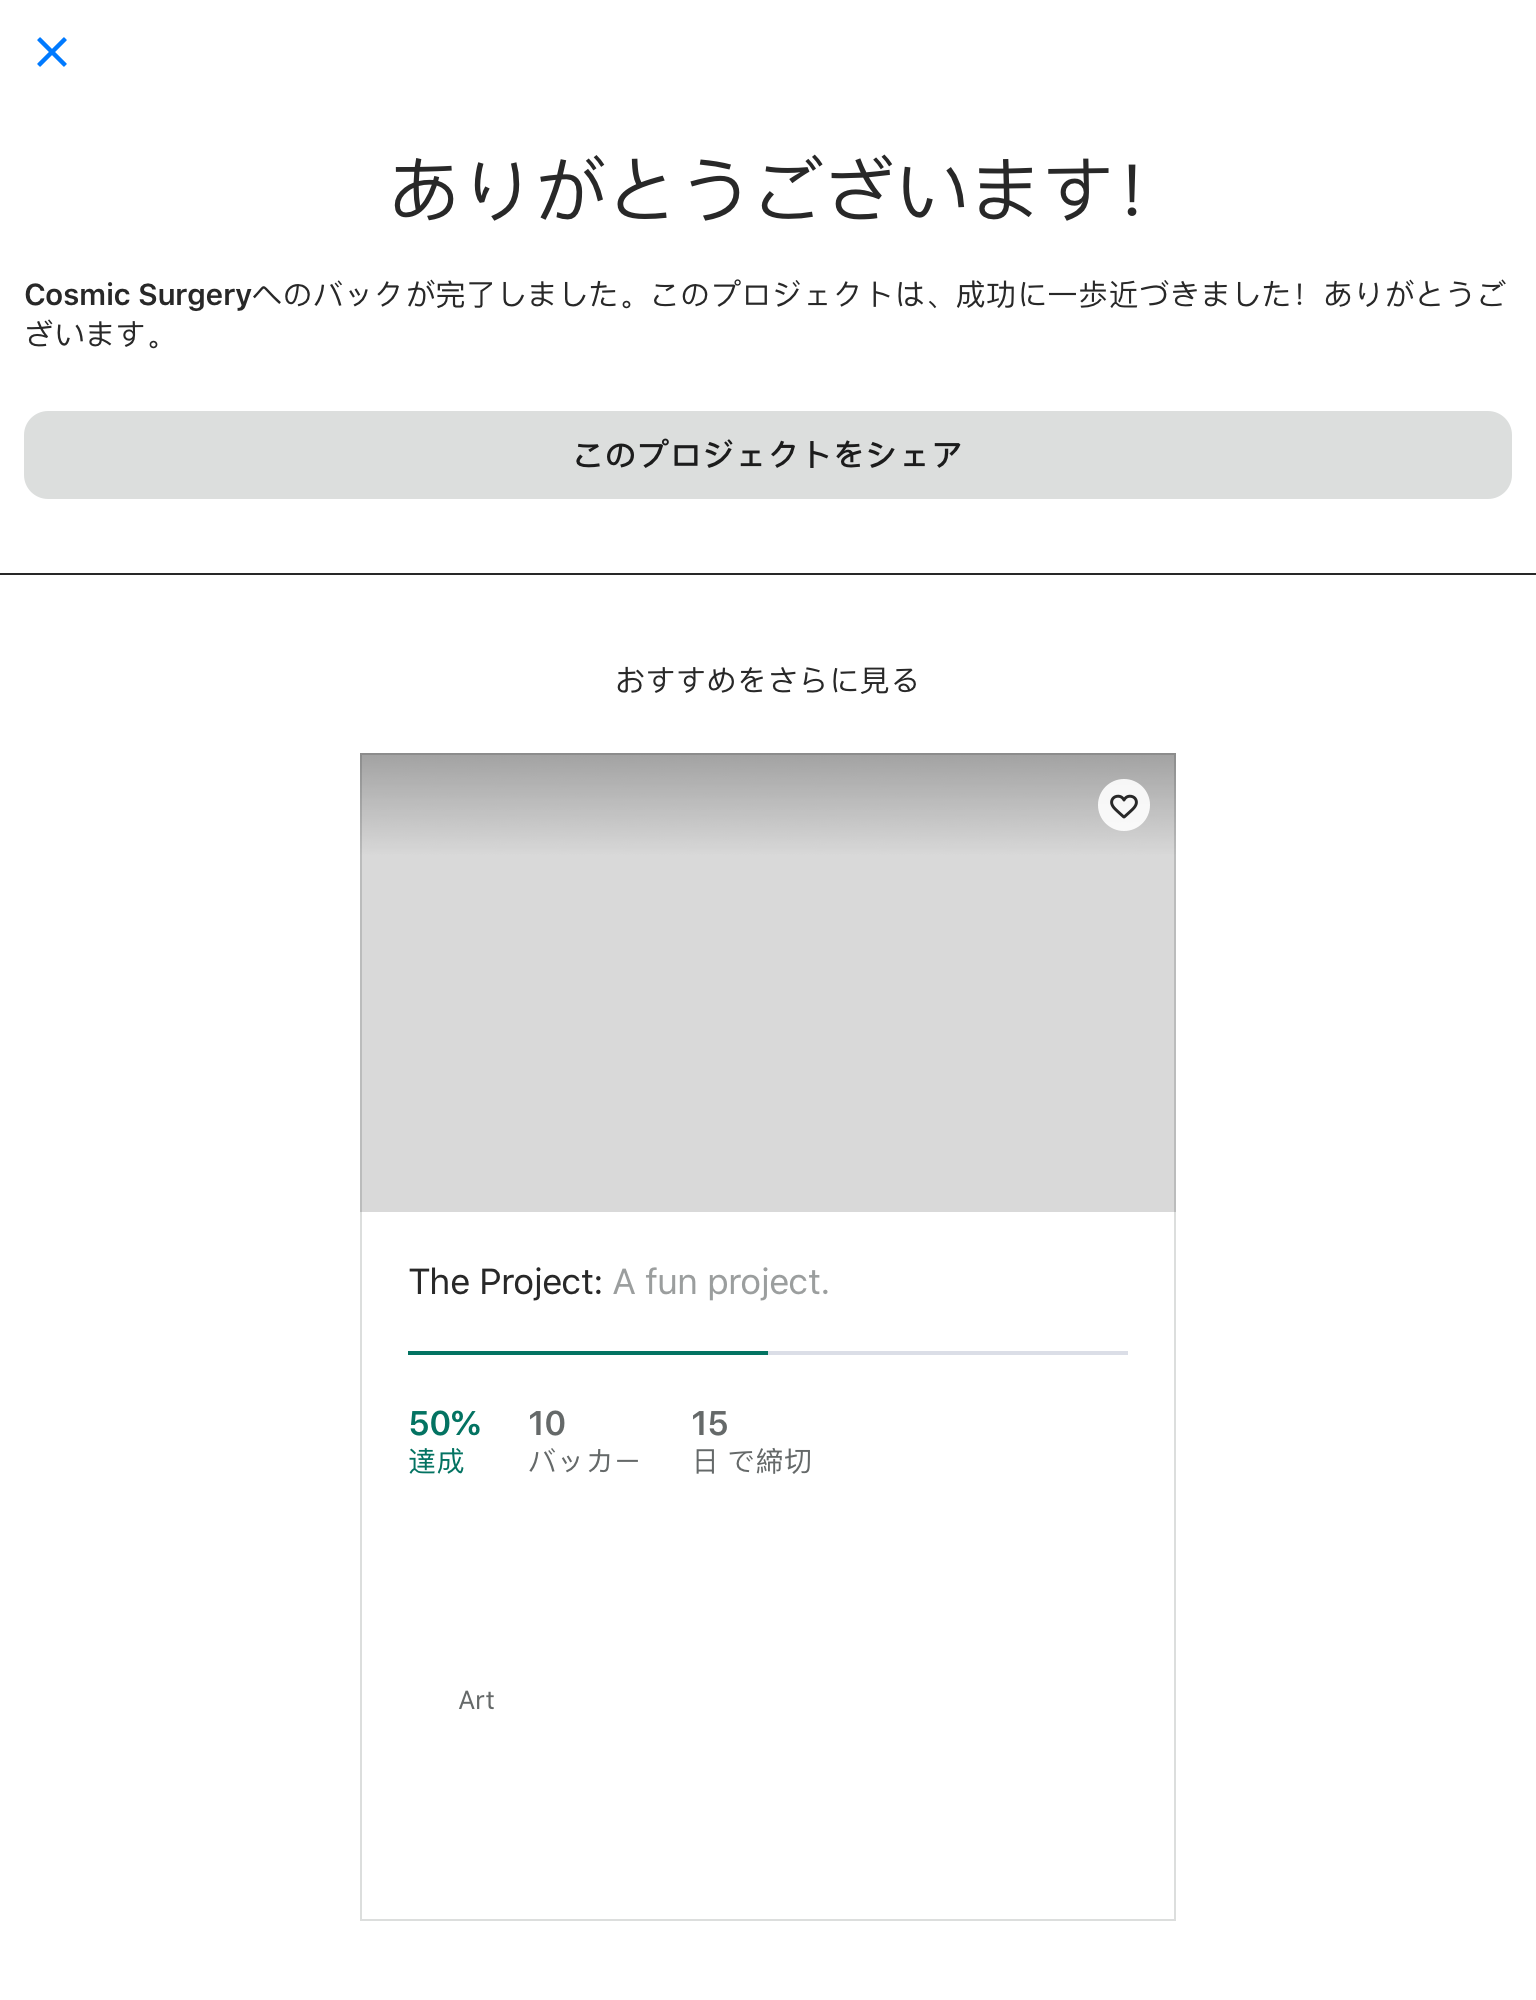 ありがとうございます！
Cosmic Surgeryへのバックが完了しました。このプロジェクトは、成功に一歩近づきました！ありがとうご
ざいます。
このプロジェクトをシェア
おすすめをさらに見る
The Project: A fun project.
50% 10 15
達成 バッカー 日 で締切
Art